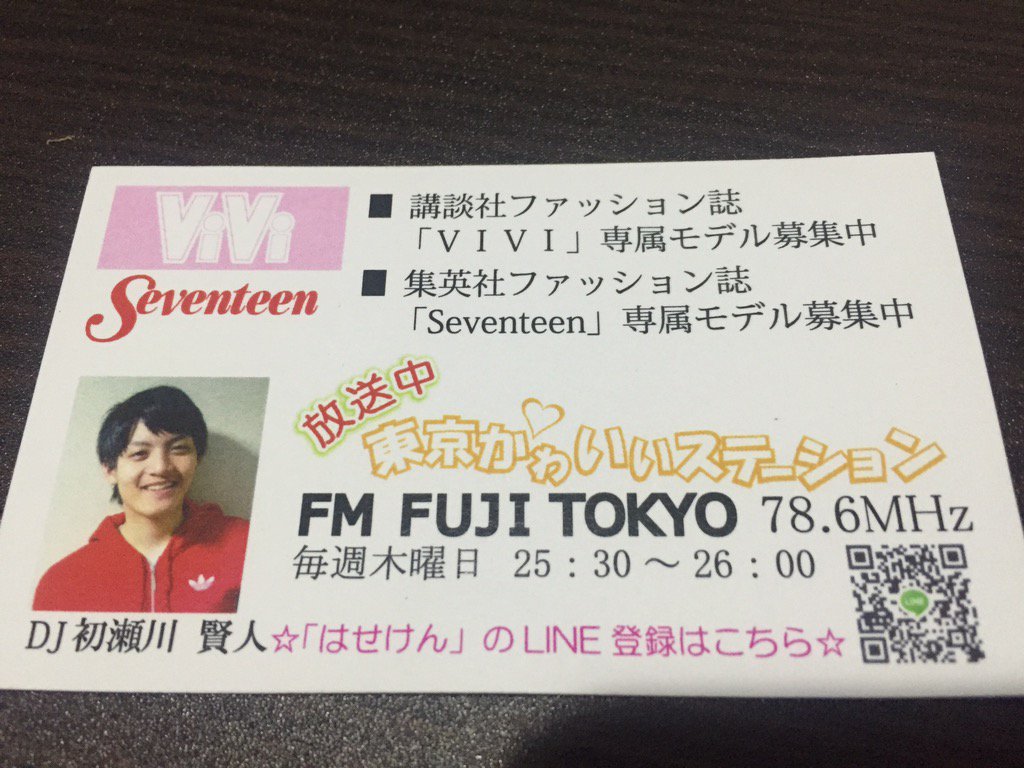 ViVi
Seventeen
■ 講談社ファッション誌
「ＶＩＶＩ」専属モデル募集中
■ 集英社ファッション誌
「Seventeen」専属モデル募集中
放送中
東京かわいいステーション
FM FUJI TOKYO 78.6MHz
毎週木曜日 25：30～26：00
LINE
DJ 初瀬川 賢人☆「はせけん」のLINE登録はこちら☆